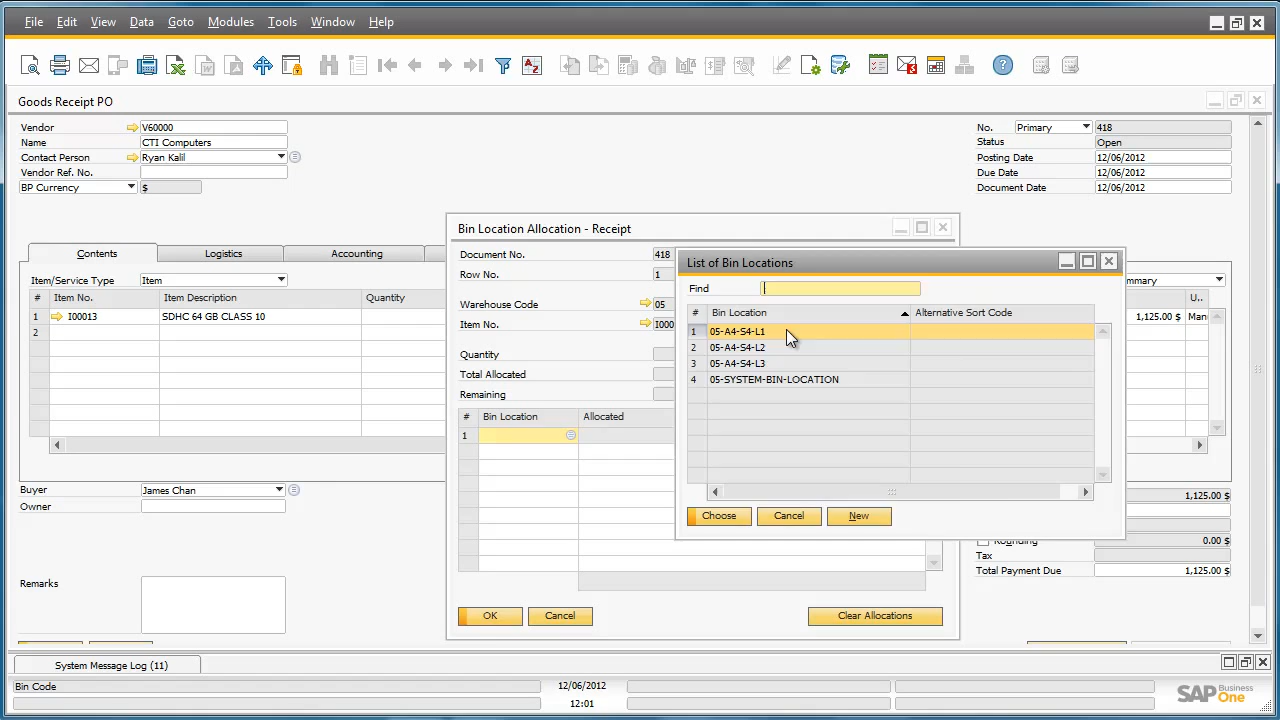 File Edit View Data Goto Modules Tools Window Help
Goods Receipt PO
Vendor V60000
Name CTI Computers
Contact Person Ryan Kalil
Vendor Ref. No.
BP Currency $
No. Primary 418
Status Open
Posting Date 12/06/2012
Due Date 12/06/2012
Document Date 12/06/2012
Contents Logistics Accounting
Item/Service Type Item
# Item No. Item Description Quantity
1 I00013 SDHC 64 GB CLASS 10
2
mmary
U..
1,125.00 $ Man
Bin Location Allocation - Receipt
Document No. 418
Row No. 1
Warehouse Code 05
Item No. I000
Quantity
Total Allocated
Remaining
# Bin Location Allocated
1
OK Cancel Clear Allocations
List of Bin Locations
Find
# Bin Location Alternative Sort Code
1 05-A4-S4-L1
2 05-A4-S4-L2
3 05-A4-S4-L3
4 05-SYSTEM-BIN-LOCATION
Choose Cancel New
Buyer James Chan
Owner
Remarks
1,125.00 $
Rounding 0.00 $
Tax
Total Payment Due 1,125.00 $
System Message Log (11)
Bin Code 12/06/2012
12:01
SAP Business One